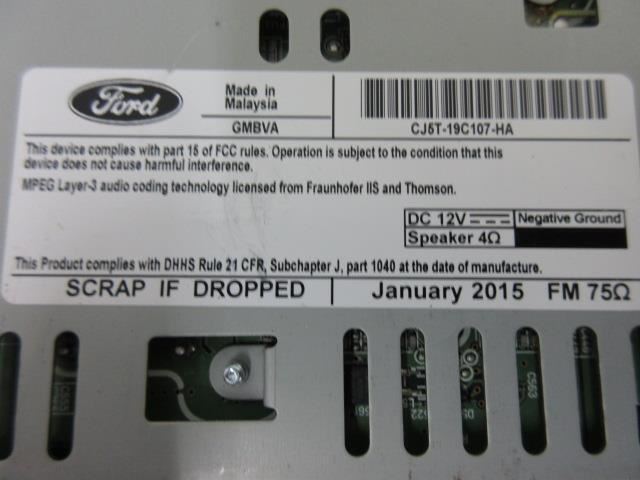 Ford
Made in
Malaysia
GMBVA
CJ5T-19C107-HA
This device complies with part 15 of FCC rules. Operation is subject to the condition that this
device does not cause harmful interference.
MPEG Layer-3 audio coding technology licensed from Fraunhofer IIS and Thomson.
DC 12V Negative Ground
Speaker 4Ω
This Product complies with DHHS Rule 21 CFR, Subchapter J, part 1040 at the date of manufacture.
SCRAP IF DROPPED January 2015 FM 75Ω
C563